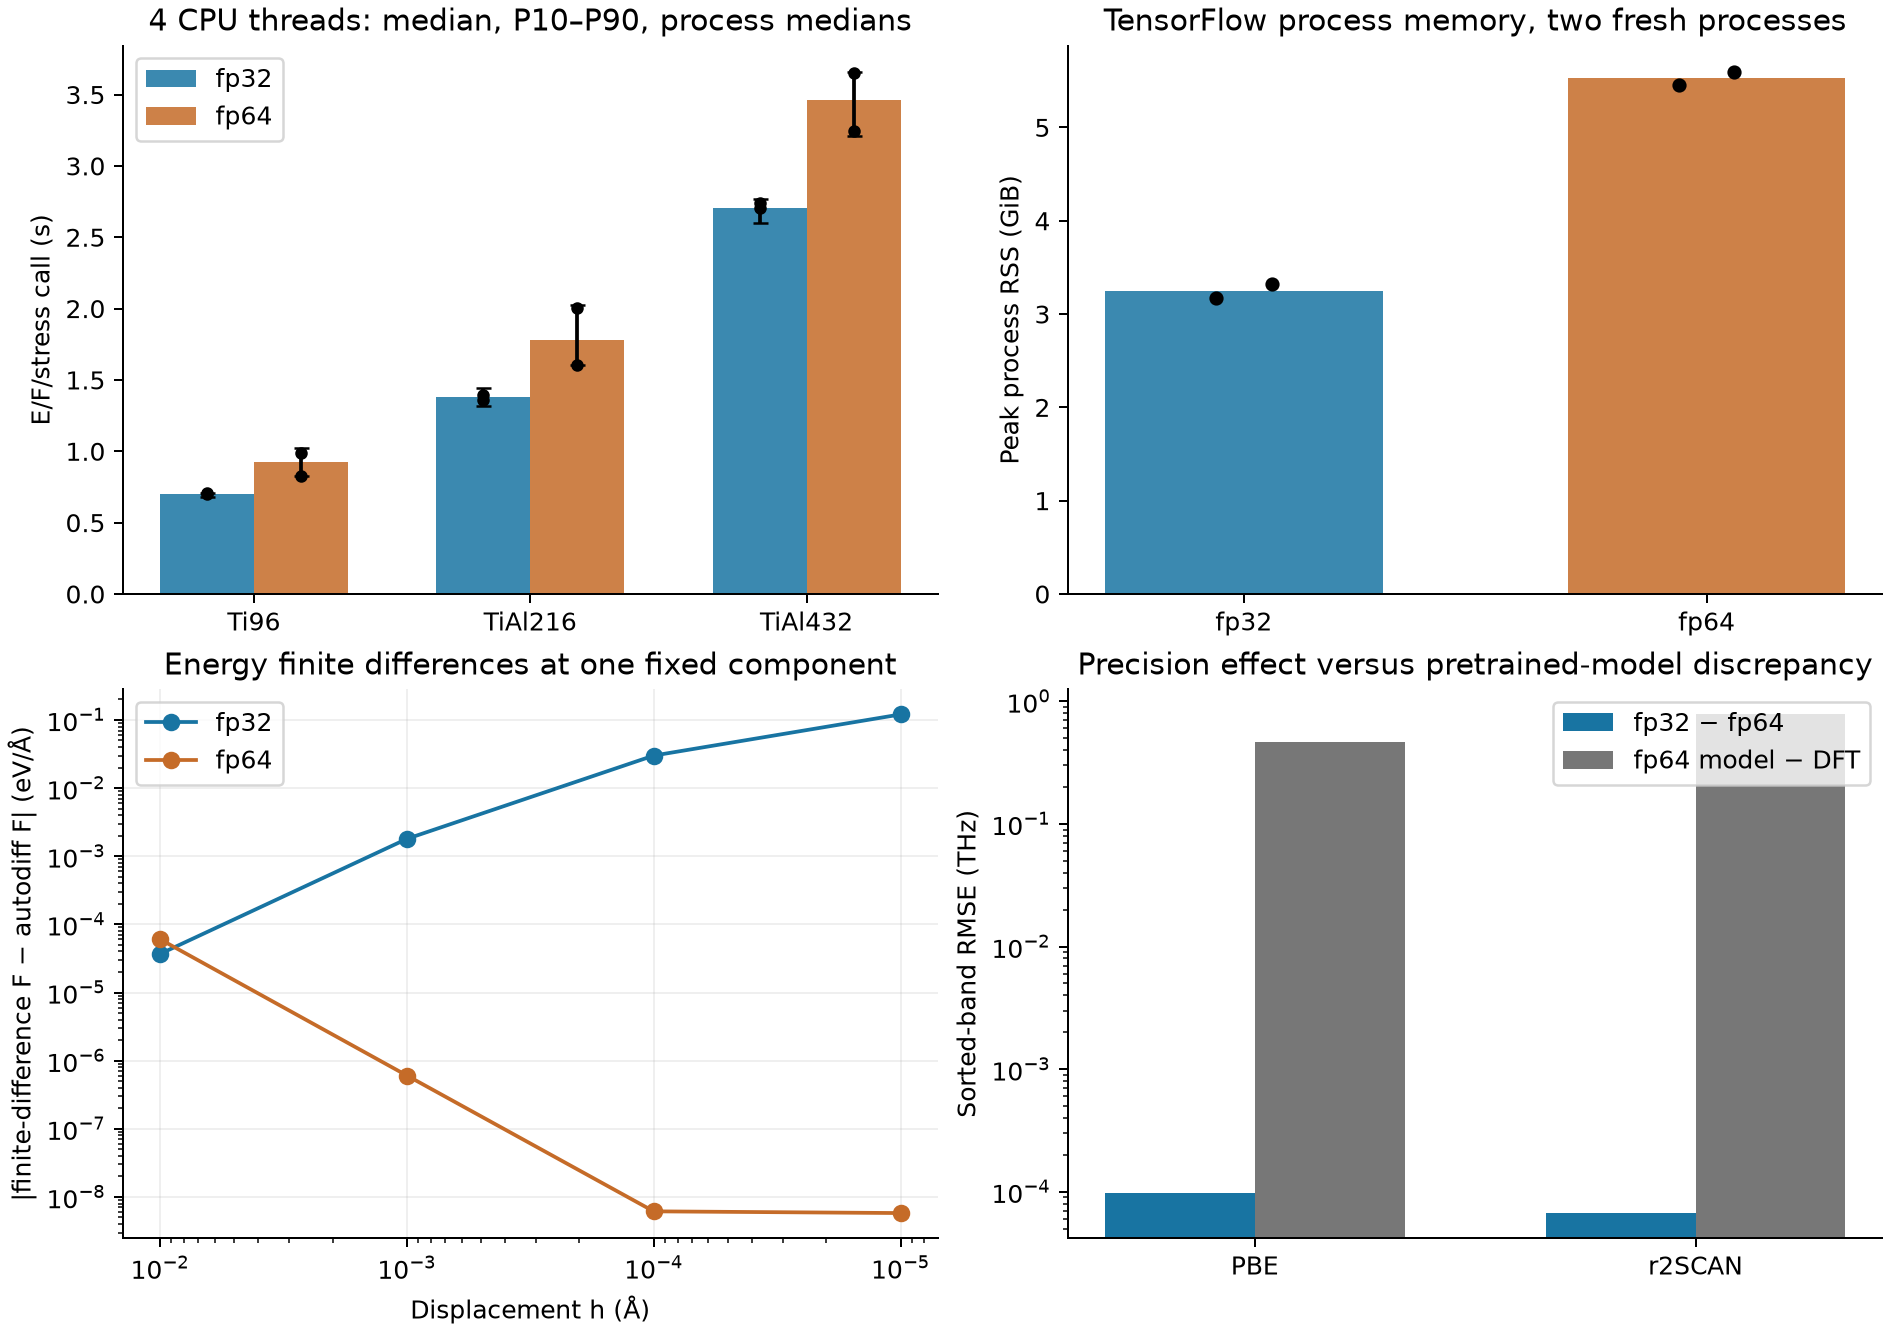 4 CPU threads: median, P10–P90, process medians
fp32
fp64
E/F/stress call (s)
3.5
3.0
2.5
2.0
1.5
1.0
0.5
0.0
Ti96
TiAl216
TiAl432
TensorFlow process memory, two fresh processes
Peak process RSS (GiB)
5
4
3
2
1
0
fp32
fp64
Energy finite differences at one fixed component
fp32
fp64
|finite-difference F − autodiff F| (eV/Å)
10⁻¹
10⁻²
10⁻³
10⁻⁴
10⁻⁵
10⁻⁶
10⁻⁷
10⁻⁸
10⁻²
10⁻³
10⁻⁴
10⁻⁵
Displacement h (Å)
Precision effect versus pretrained-model discrepancy
fp32 − fp64
fp64 model − DFT
Sorted-band RMSE (THz)
10⁰
10⁻¹
10⁻²
10⁻³
10⁻⁴
PBE
r2SCAN